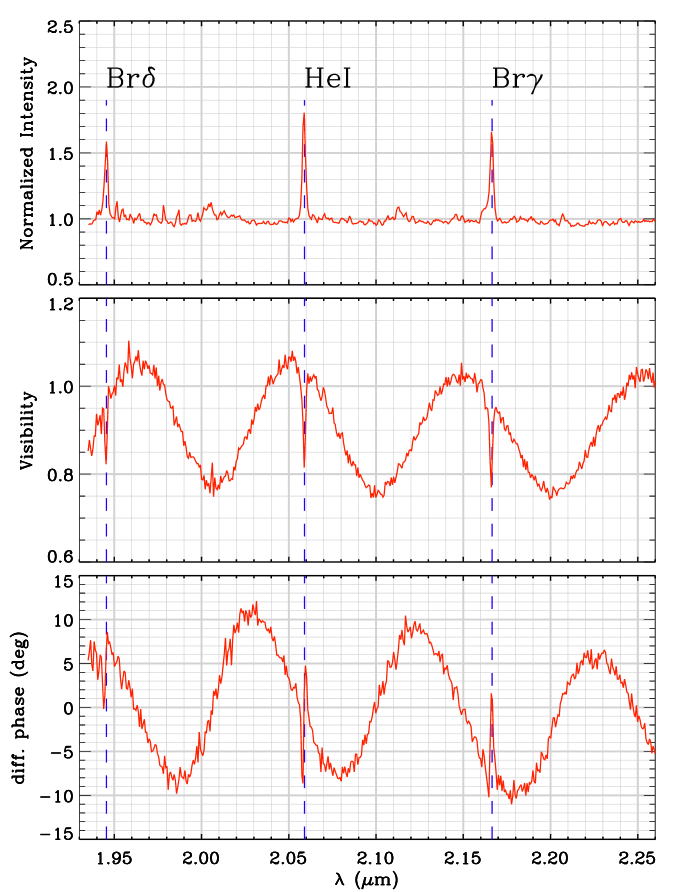 Brδ HeI Brγ
Normalized Intensity
2.5
2.0
1.5
1.0
0.5
Visibility
1.2
1.0
0.8
0.6
diff. phase (deg)
15
10
5
0
−5
−10
−15
1.95 2.00 2.05 2.10 2.15 2.20 2.25
λ (μm)